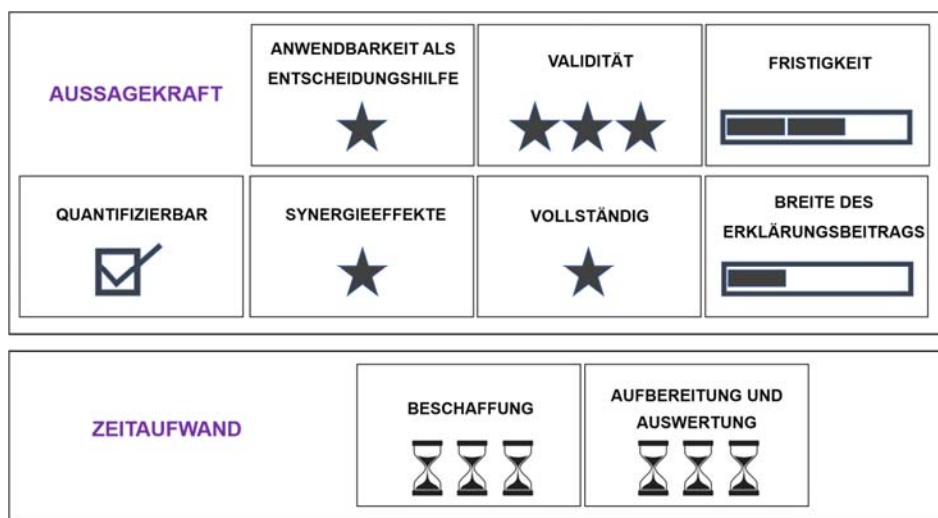 AUSSAGEKRAFT
ANWENDBARKEIT ALS
ENTSCHEIDUNGSHILFE
VALIDITÄT
FRISTIGKEIT
QUANTIFIZIERBAR
SYNERGIEEFFEKTE
VOLLSTÄNDIG
BREITE DES
ERKLÄRUNGSBEITRAGS
ZEITAUFWAND
BESCHAFFUNG
AUFBEREITUNG UND
AUSWERTUNG